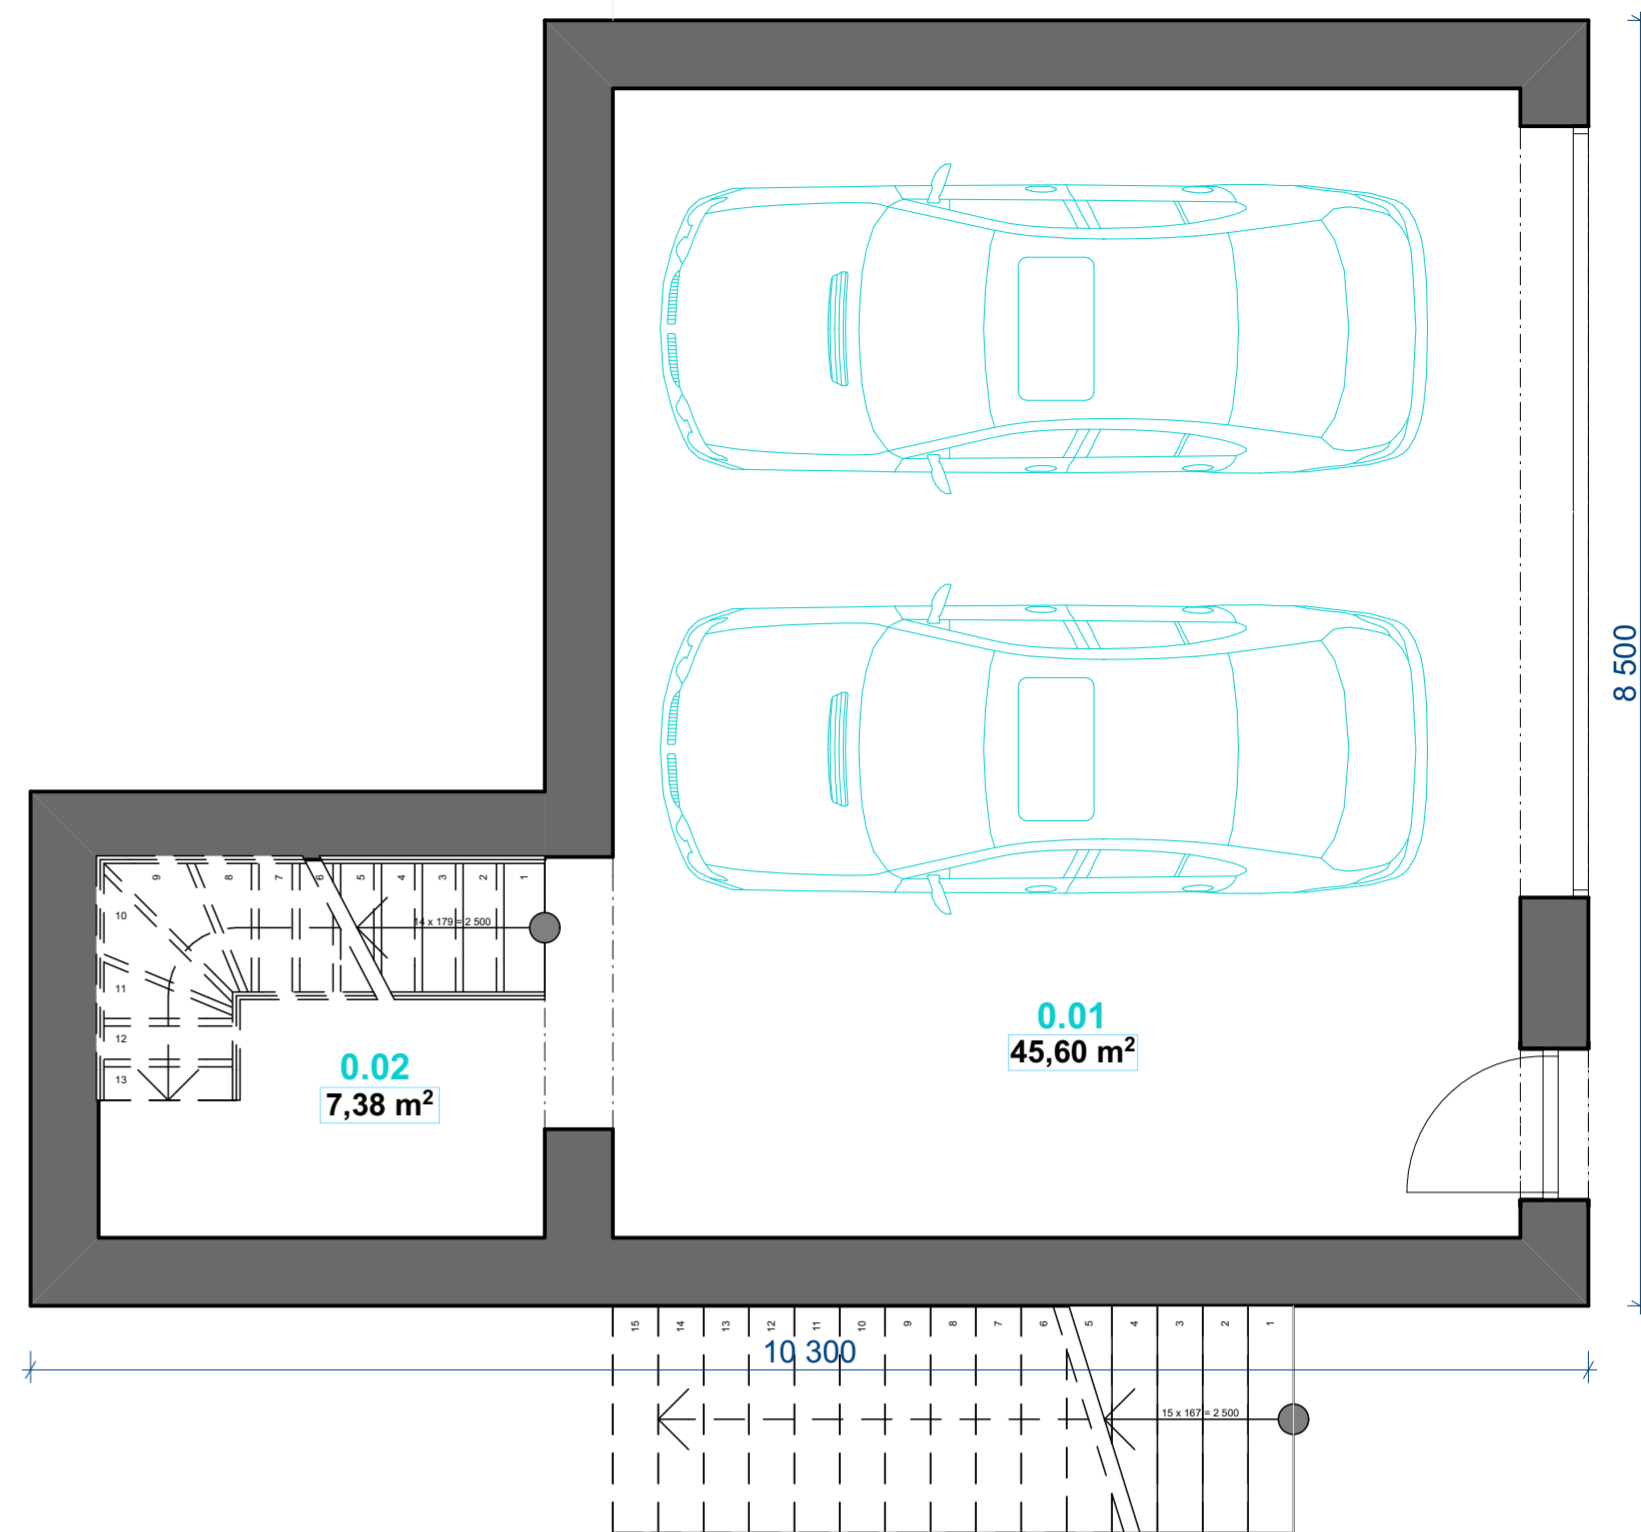 8 500
9 8 7 6 5 4 3 2 1
10
14 x 179 = 2 500
11
12
13
0.02
7,38 m²
0.01
45,60 m²
15 14 13 12 11 10 9 8 7 6 5 4 3 2 1
10 300
15 x 167 = 2 500